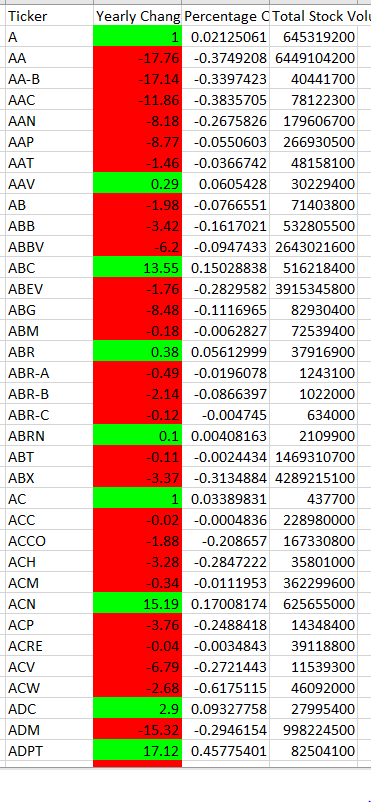 Ticker Yearly Chang Percentage C Total Stock Volu
A 1 0.02125061 645319200
AA -17.76 -0.3749208 6449104200
AA-B -17.14 -0.3397423 40441700
AAC -11.86 -0.3835705 78122300
AAN -8.18 -0.2675826 179606700
AAP -8.77 -0.0550603 266930500
AAT -1.46 -0.0366742 48158100
AAV 0.29 0.0605428 30229400
AB -1.98 -0.0766551 71403800
ABB -3.42 -0.1617021 532805500
ABBV -6.2 -0.0947433 2643021600
ABC 13.55 0.15028838 516218400
ABEV -1.76 -0.2829582 3915345800
ABG -8.48 -0.1116965 82930400
ABM -0.18 -0.0062827 72539400
ABR 0.38 0.05612999 37916900
ABR-A -0.49 -0.0196078 1243100
ABR-B -2.14 -0.0866397 1022000
ABR-C -0.12 -0.004745 634000
ABRN 0.1 0.00408163 2109900
ABT -0.11 -0.0024434 1469310700
ABX -3.37 -0.3134884 4289215100
AC 1 0.03389831 437700
ACC -0.02 -0.0004836 228980000
ACCO -1.88 -0.208657 167330800
ACH -3.28 -0.2847222 35801000
ACM -0.34 -0.0111953 362299600
ACN 15.19 0.17008174 625655000
ACP -3.76 -0.2488418 14348400
ACRE -0.04 -0.0034843 39118800
ACV -6.79 -0.2721443 11539300
ACW -2.68 -0.6175115 46092000
ADC 2.9 0.09327758 27995400
ADM -15.32 -0.2946154 998224500
ADPT 17.12 0.45775401 82504100